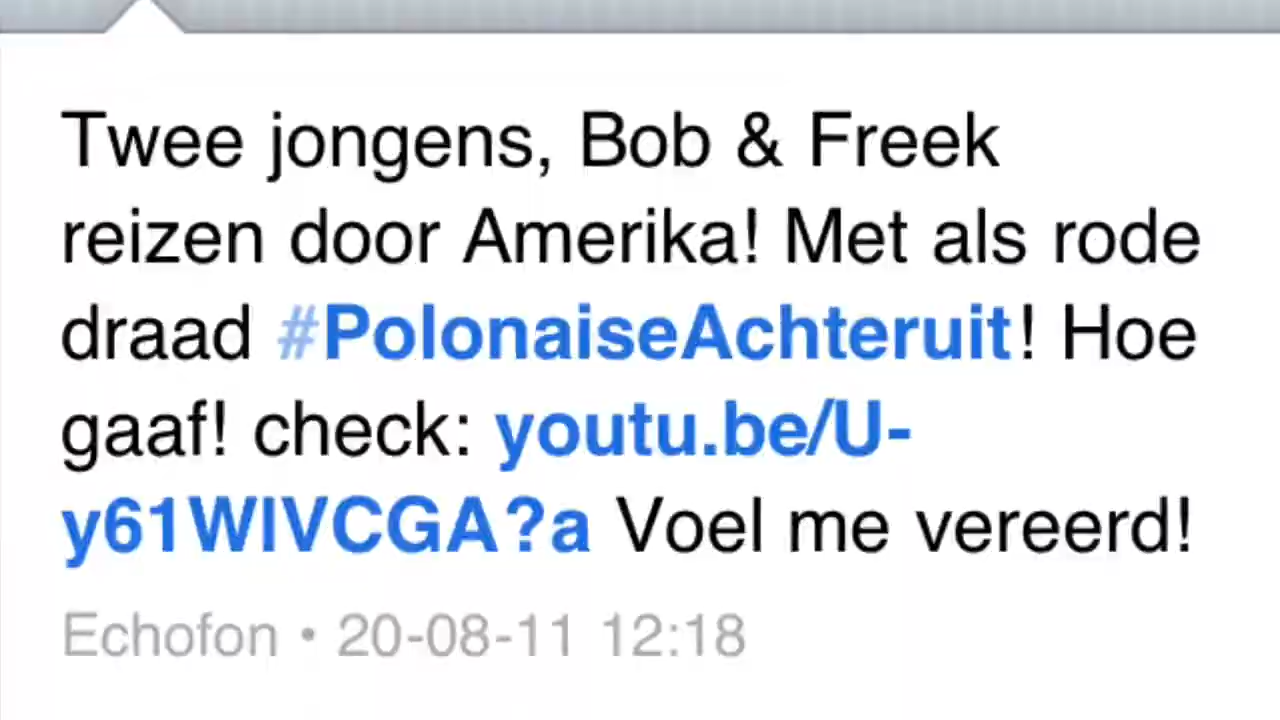 Twee jongens, Bob & Freek
reizen door Amerika! Met als rode
draad #PolonaiseAchteruit! Hoe
gaaf! check: youtu.be/U-
y61WIVCGA?a Voel me vereerd!
Echofon • 20-08-11 12:18